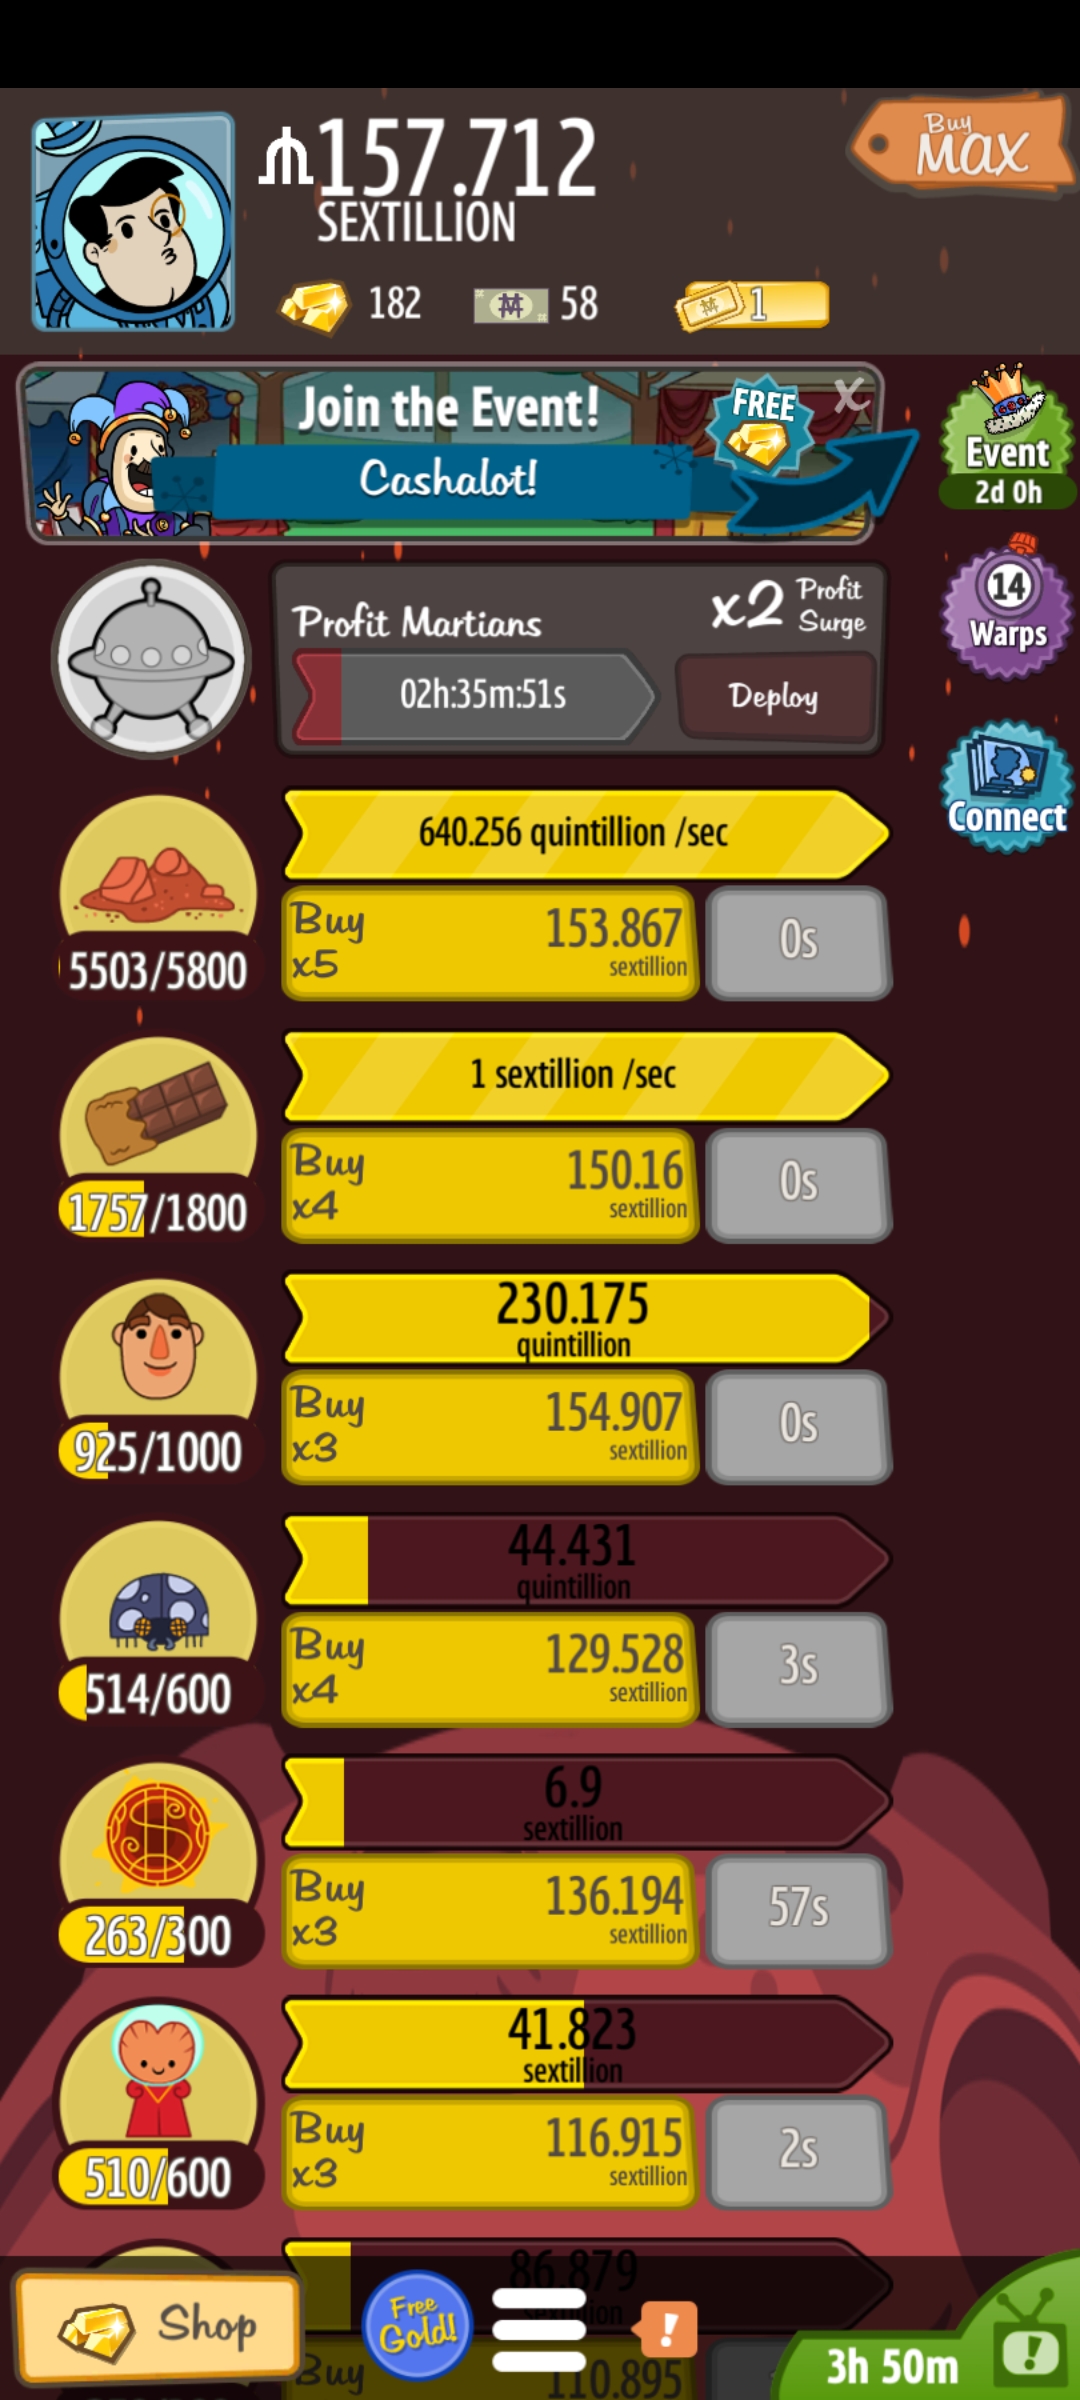 157.712
SEXTILLION
Buy
MAX
182
58
1
Join the Event!
Cashalot!
FREE
X
Event
2d 0h
Profit Martians
x2 Profit Surge
02h:35m:51s
Deploy
14
Warps
Connect
640.256 quintillion /sec
Buy
x5
153.867
sextillion
0s
5503/5800
1 sextillion /sec
Buy
x4
150.16
sextillion
0s
1757/1800
230.175
quintillion
Buy
x3
154.907
sextillion
0s
925/1000
44.431
quintillion
Buy
x4
129.528
sextillion
3s
514/600
6.9
sextillion
Buy
x3
136.194
sextillion
57s
263/300
41.823
sextillion
Buy
x3
116.915
sextillion
2s
510/600
86.879
Buy
110.895
Shop
Free
Gold!
!
3h 50m
!